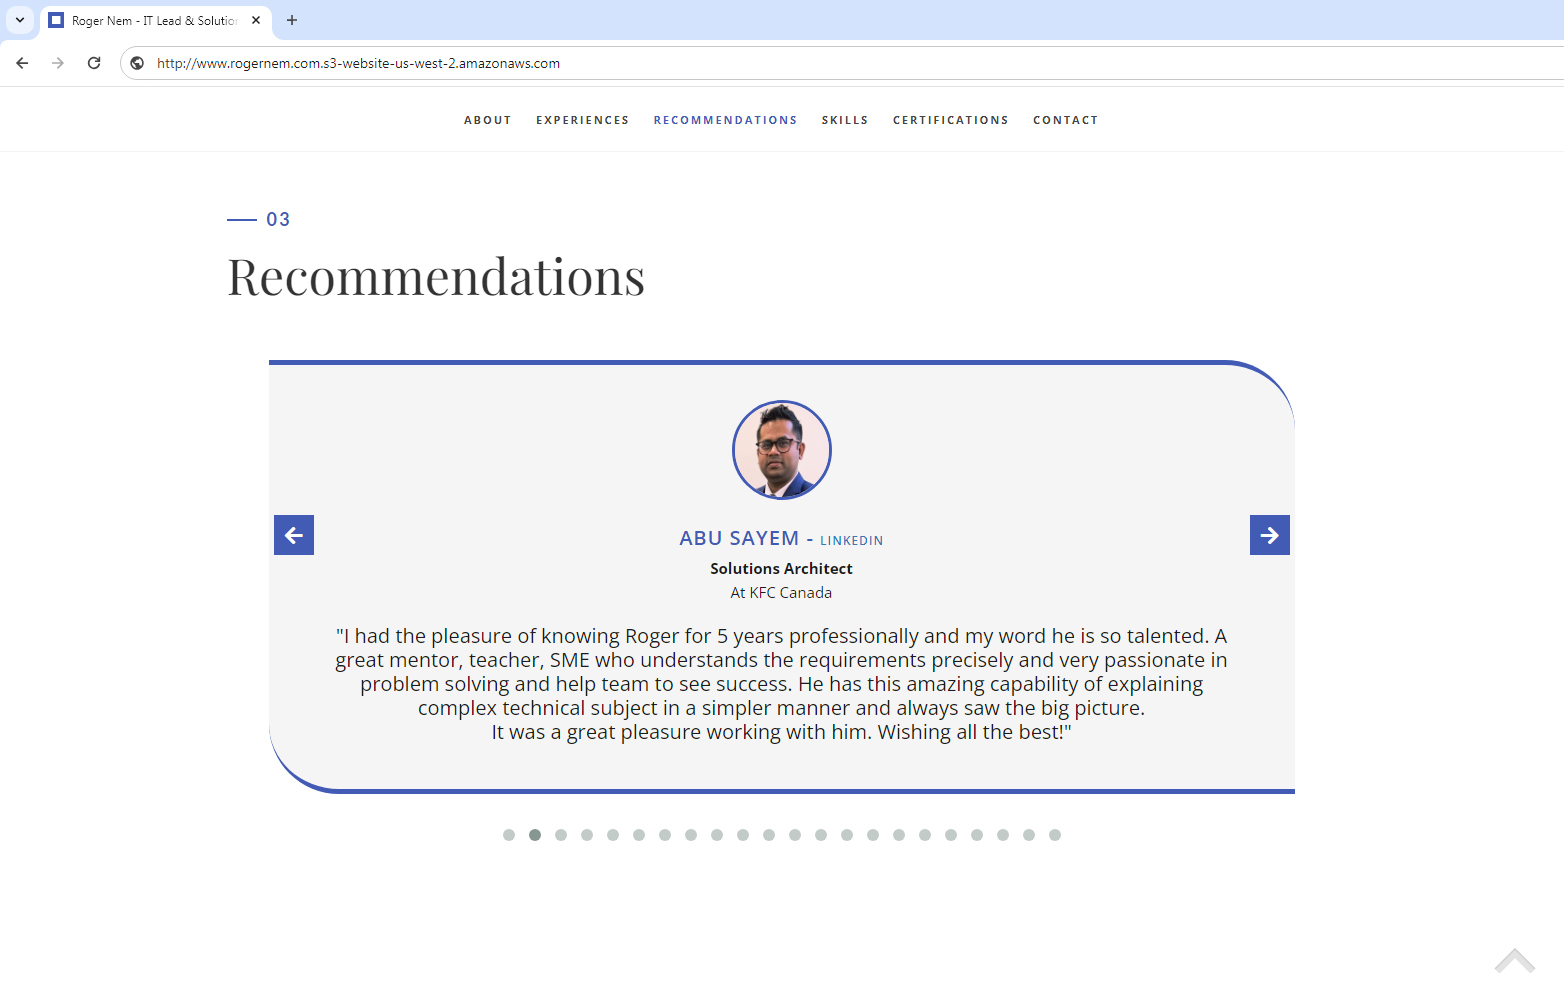 Roger Nem - IT Lead & Solution
http://www.rogernem.com.s3-website-us-west-2.amazonaws.com
ABOUT EXPERIENCES RECOMMENDATIONS SKILLS CERTIFICATIONS CONTACT
03
Recommendations
ABU SAYEM - LINKEDIN
Solutions Architect
At KFC Canada
"I had the pleasure of knowing Roger for 5 years professionally and my word he is so talented. A
great mentor, teacher, SME who understands the requirements precisely and very passionate in
problem solving and help team to see success. He has this amazing capability of explaining
complex technical subject in a simpler manner and always saw the big picture.
It was a great pleasure working with him. Wishing all the best!"